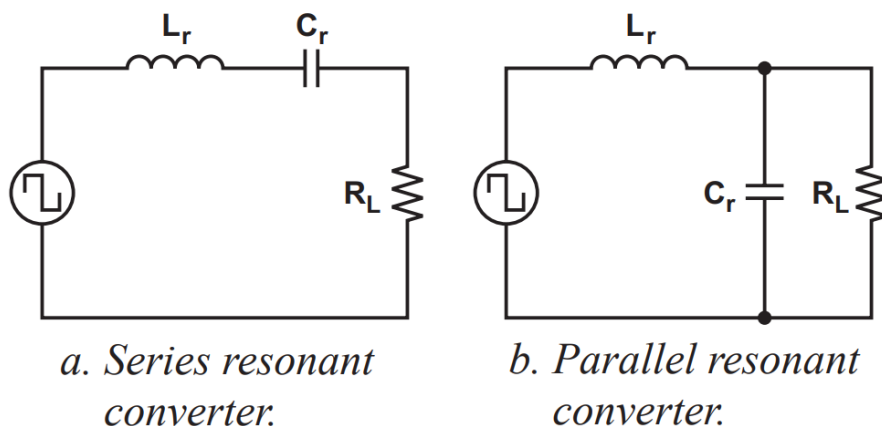 Lr
Cr
RL
a. Series resonant
converter.
Lr
Cr
RL
b. Parallel resonant
converter.